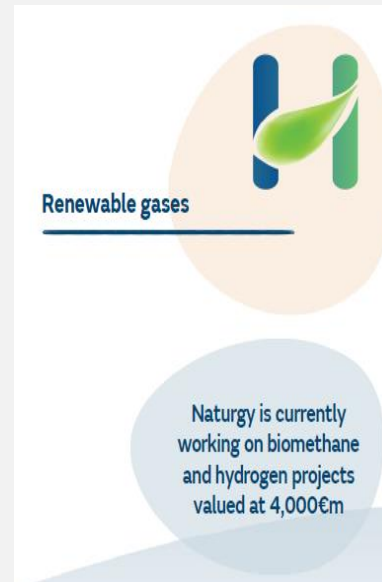 Renewable gases
Naturgy is currently
working on biomethane
and hydrogen projects
valued at 4,000€m